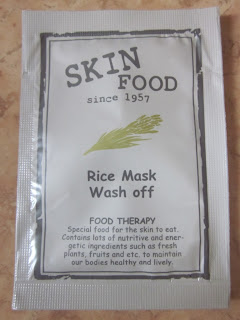 SKIN
FOOD
since 1957
Rice Mask
Wash off
FOOD THERAPY
Special food for the skin to eat.
Contains lots of nutritive and ener-
getic ingredients such as fresh
plants, fruits and etc. to maintain
our bodies healthy and lively.